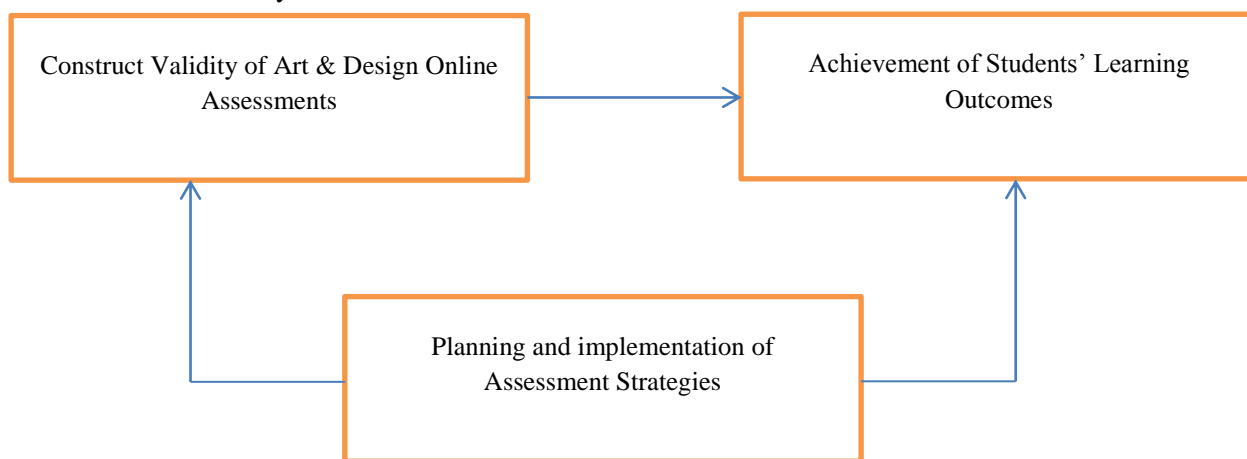 Construct Validity of Art & Design Online
Assessments
Achievement of Students’ Learning
Outcomes
Planning and implementation of
Assessment Strategies